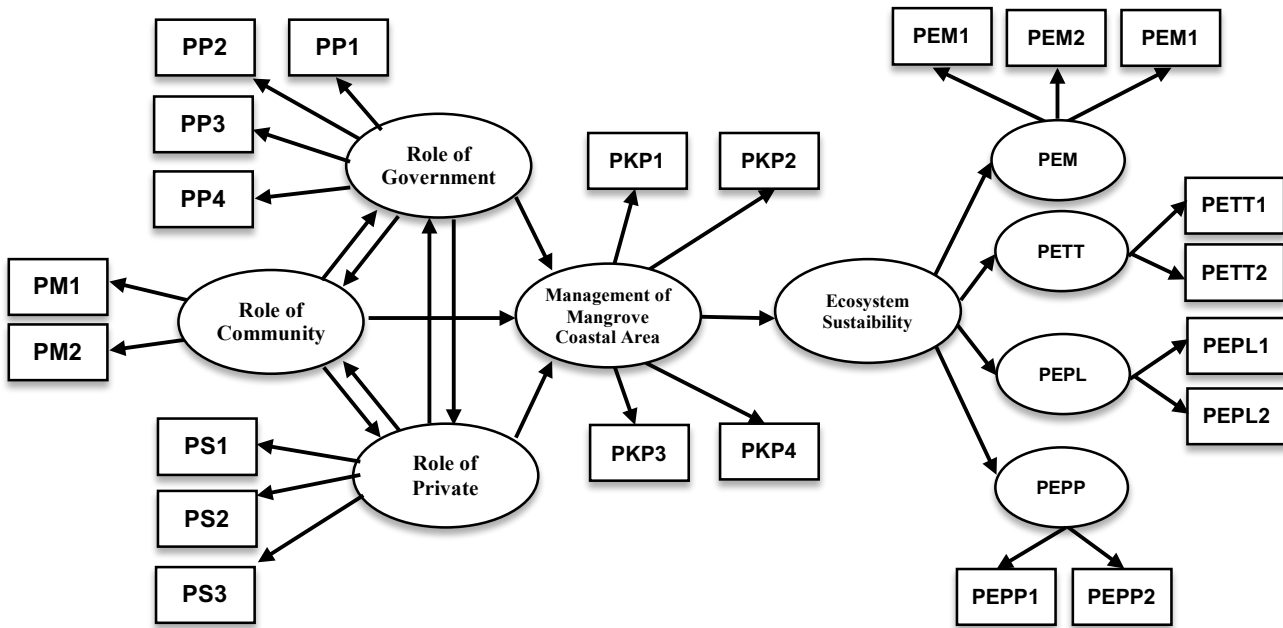 PP2
PP1
PEM1
PEM2
PEM1
PP3
Role of
Government
PKP1
PKP2
PEM
PP4
PETT1
PETT
PETT2
PM1
Role of
Community
Management of
Mangrove
Coastal Area
Ecosystem
Sustaibility
PM2
PEPL1
PEPL
PEPL2
PS1
Role of
Private
PKP3
PKP4
PS2
PEPP
PS3
PEPP1
PEPP2